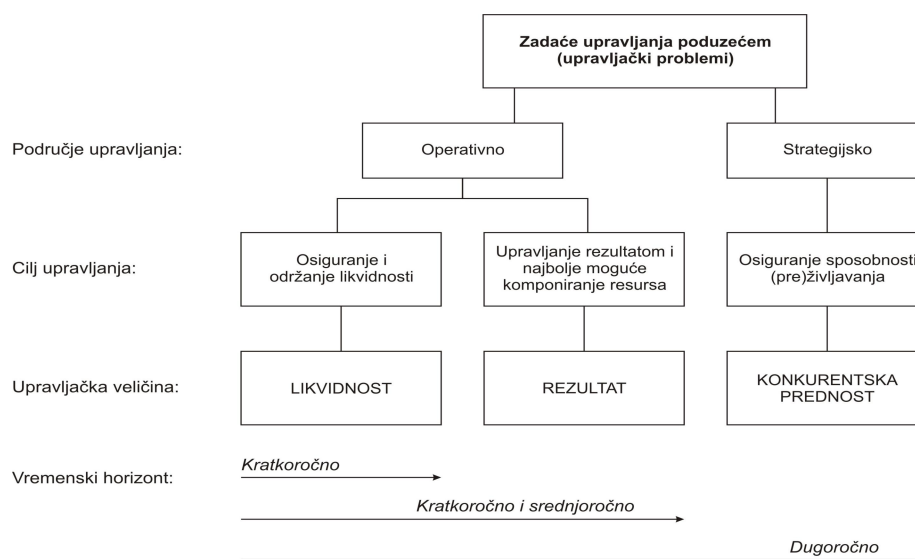 Zadaće upravljanja poduzećem
(upravljački problemi)
Područje upravljanja:
Operativno
Strategijsko
Cilj upravljanja:
Osiguranje i
održanje likvidnosti
Upravljanje rezultatom i
najbolje moguće
komponiranje resursa
Osiguranje sposobnosti
(pre)življavanja
Upravljačka veličina:
LIKVIDNOST
REZULTAT
KONKURENTSKA
PREDNOST
Vremenski horizont:
Kratkoročno
Kratkoročno i srednjoročno
Dugoročno